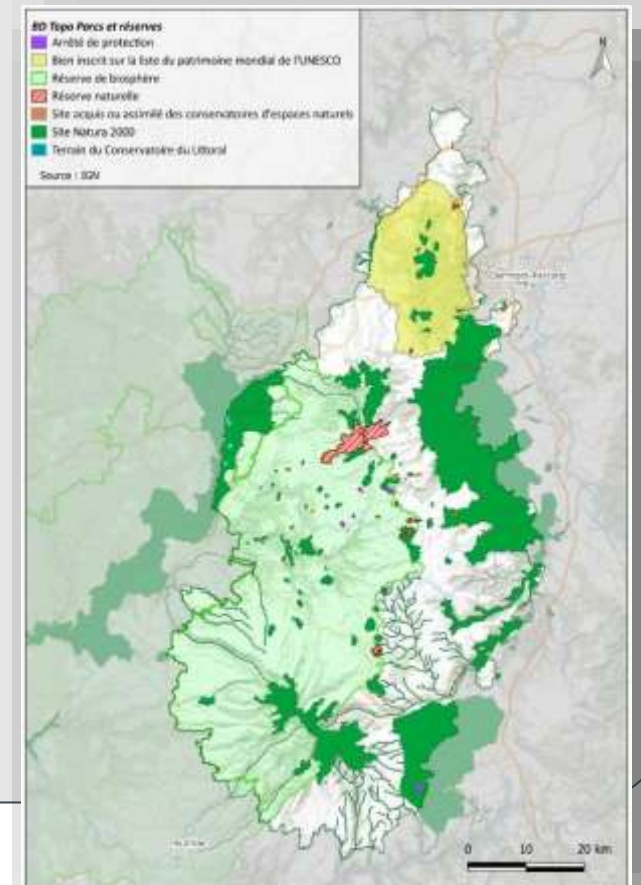 BD Topo Parcs et réserves
Arrêté de protection
Bien inscrit sur la liste du patrimoine mondial de l'UNESCO
Réserve de biosphère
Réserve naturelle
Site acquis ou assimilé des conservatoires d'espaces naturels
Site Natura 2000
Terrain du Conservatoire du Littoral
Source : IGN
N
Clermont-Ferrand
Aurillac
0 10 20 km